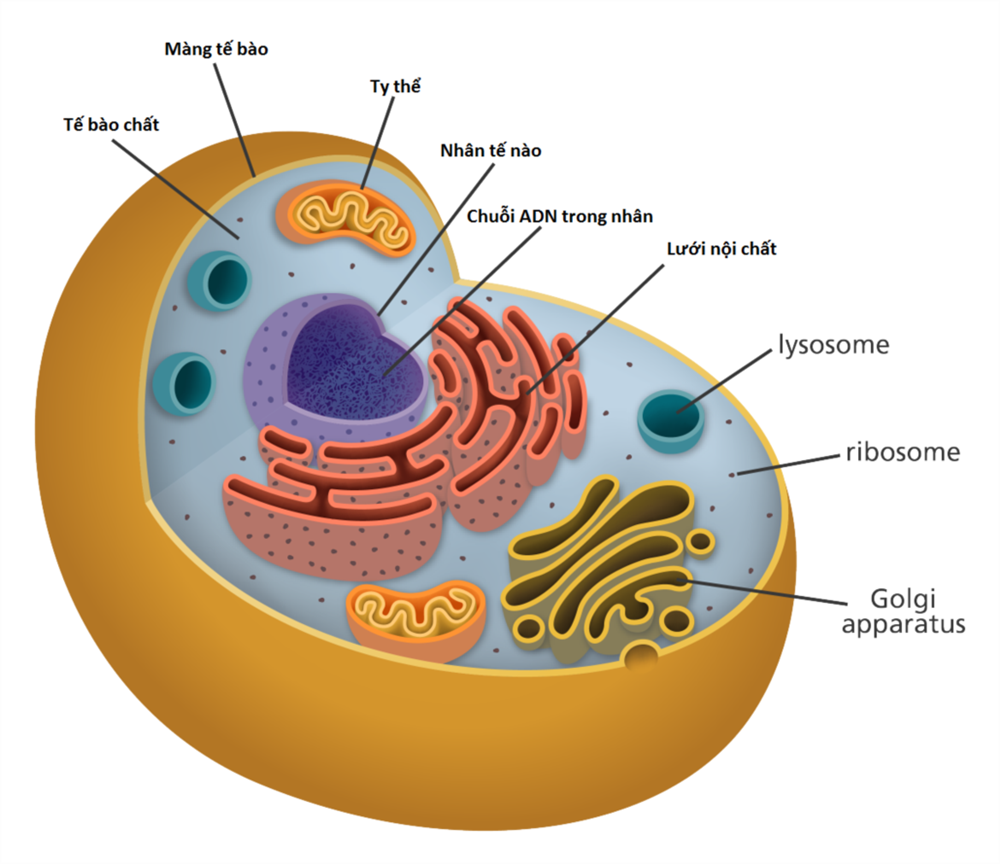 Màng tế bào
Ty thể
Tế bào chất
Nhân tế nào
Chuỗi ADN trong nhân
Lưới nội chất
lysosome
ribosome
Golgi
apparatus